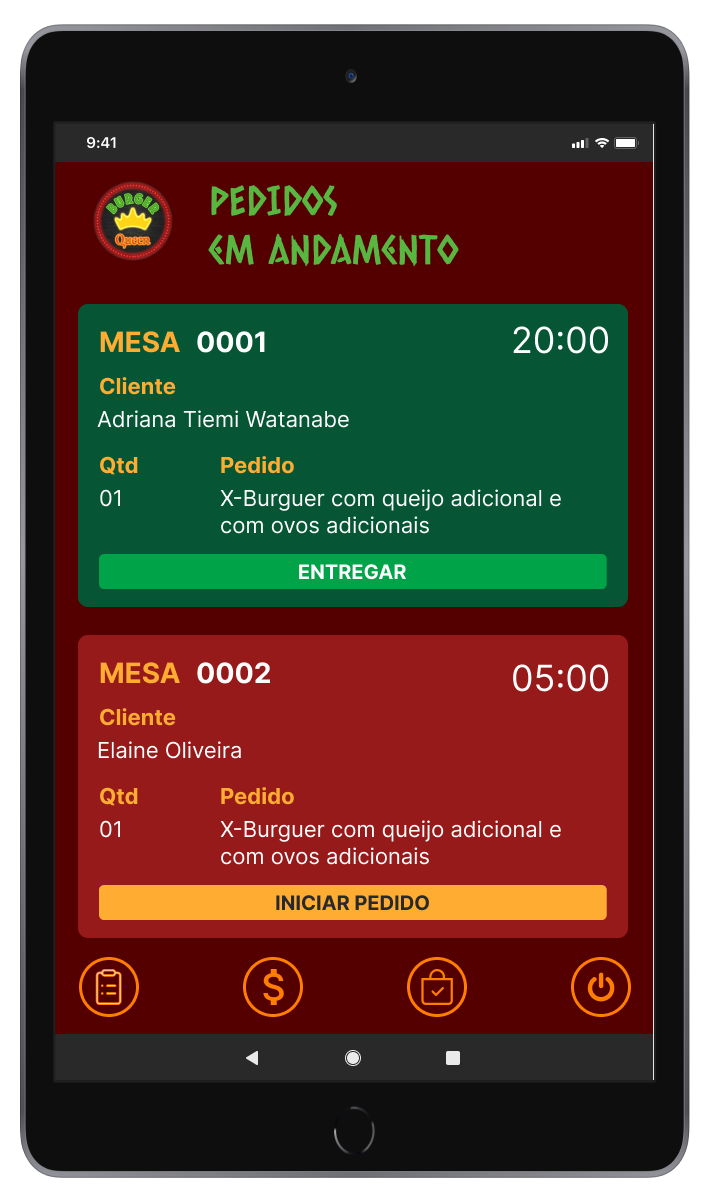 9:41
BURGER
Queen
PEDIDOS
EM ANDAMENTO
MESA 0001
20:00
Cliente
Adriana Tiemi Watanabe
Qtd Pedido
01 X-Burguer com queijo adicional e
com ovos adicionais
ENTREGAR
MESA 0002
05:00
Cliente
Elaine Oliveira
Qtd Pedido
01 X-Burguer com queijo adicional e
com ovos adicionais
INICIAR PEDIDO
$